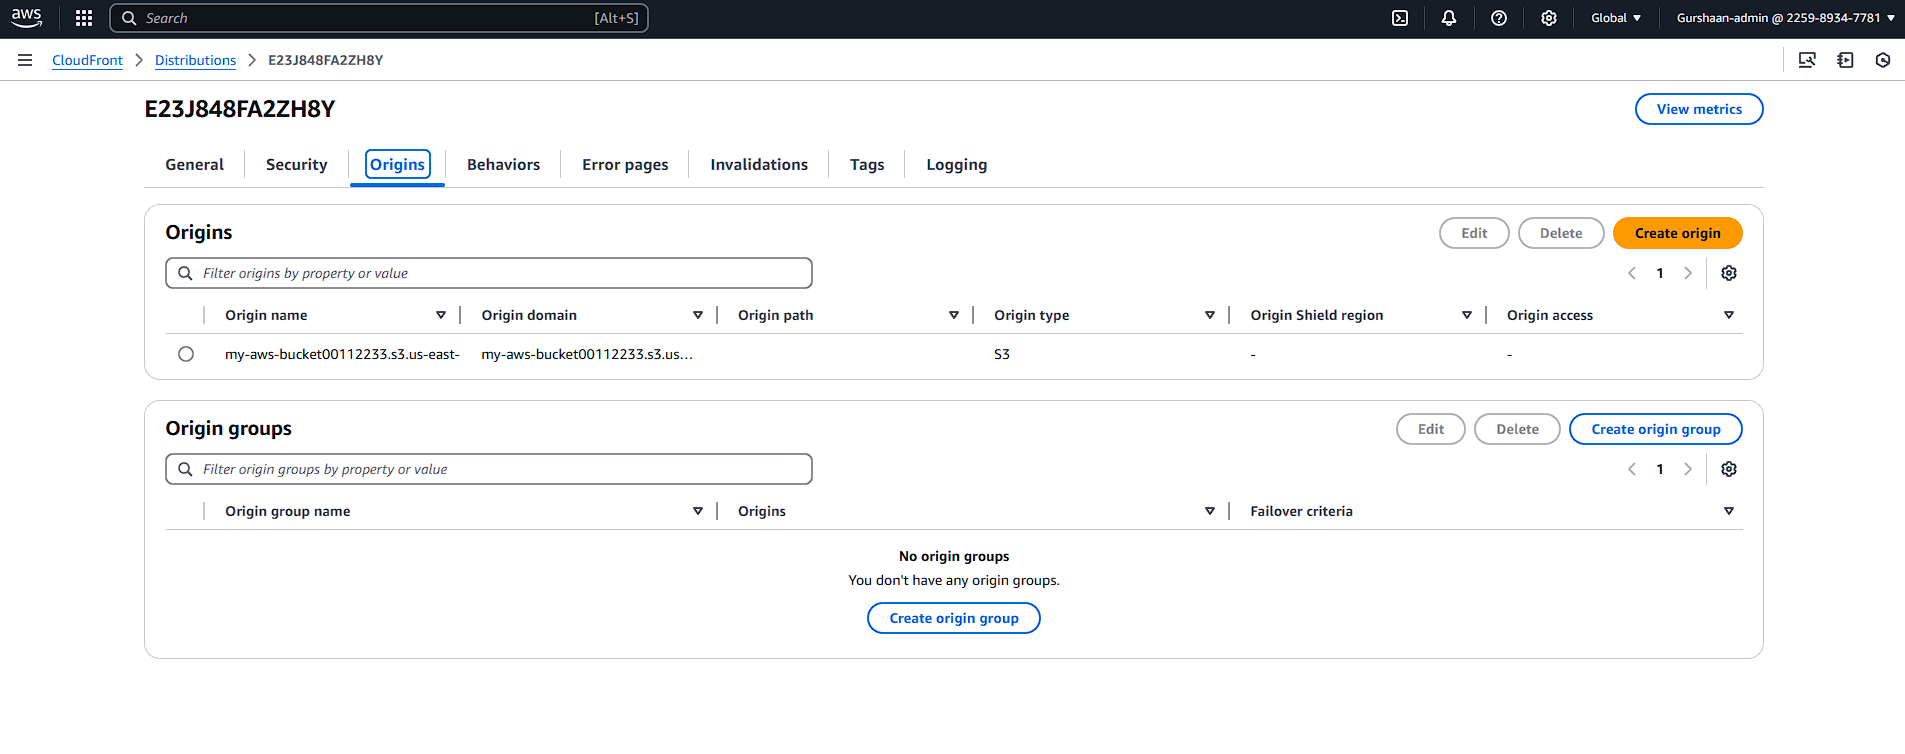 aws Search [Alt+S] Global Gurshaan-admin @ 2259-8934-7781
CloudFront Distributions E23J848FA2ZH8Y
E23J848FA2ZH8Y View metrics
General Security Origins Behaviors Error pages Invalidations Tags Logging
Origins Edit Delete Create origin
Filter origins by property or value 1
Origin name Origin domain Origin path Origin type Origin Shield region Origin access
my-aws-bucket00112233.s3.us-east- my-aws-bucket00112233.s3.us... S3 - -
Origin groups Edit Delete Create origin group
Filter origin groups by property or value 1
Origin group name Origins Failover criteria
No origin groups
You don't have any origin groups.
Create origin group